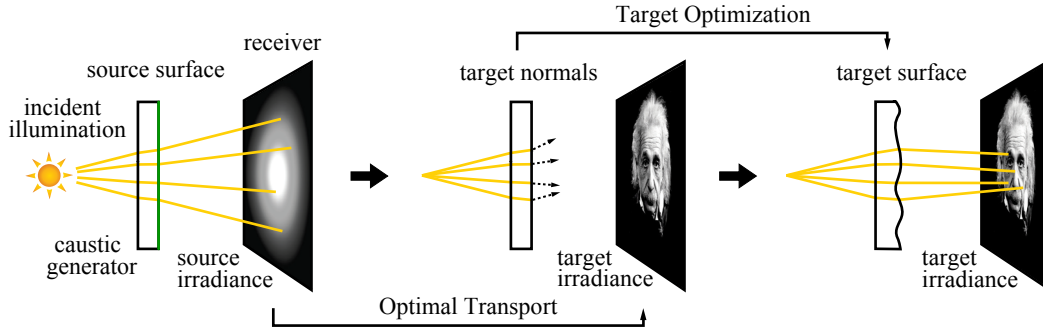 Target Optimization
receiver
source surface
target normals
target surface
incident
illumination
caustic
generator
source
irradiance
target
irradiance
target
irradiance
Optimal Transport